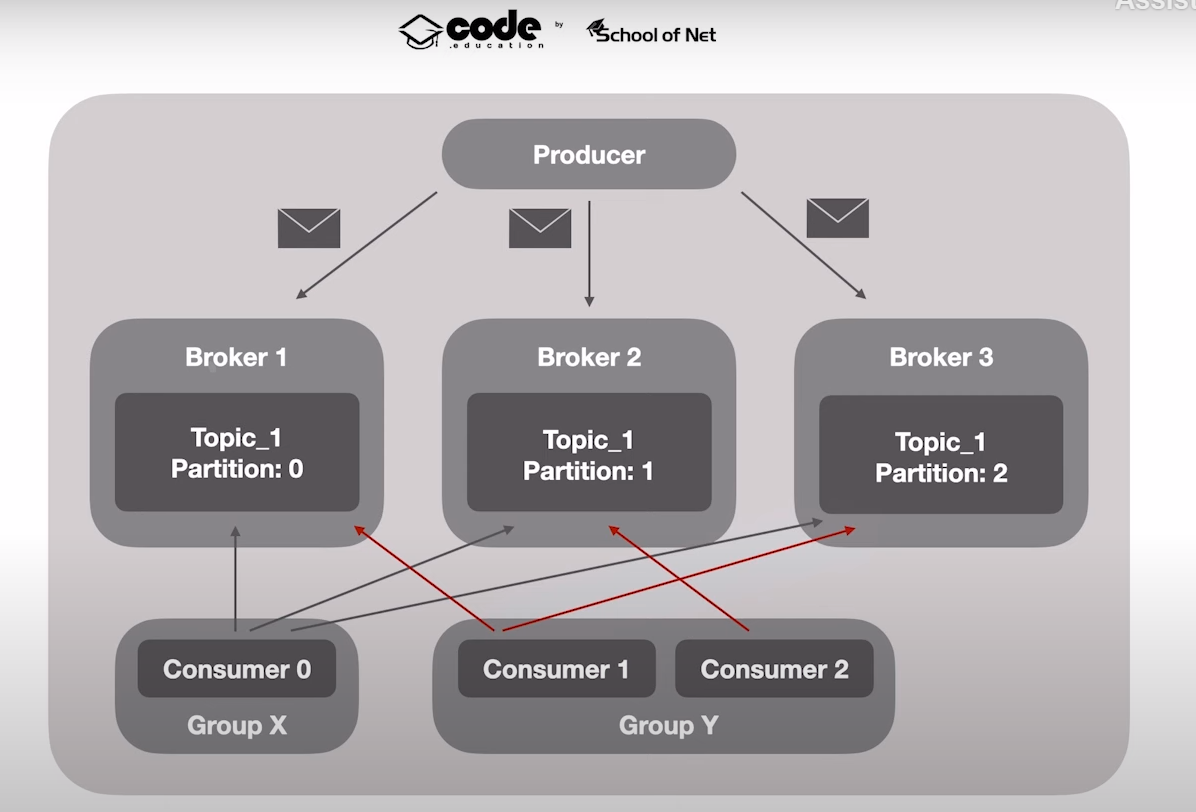 Assist
code
.education
by
School of Net
Producer
Broker 1
Broker 2
Broker 3
Topic_1
Partition: 0
Topic_1
Partition: 1
Topic_1
Partition: 2
Consumer 0
Group X
Consumer 1
Consumer 2
Group Y